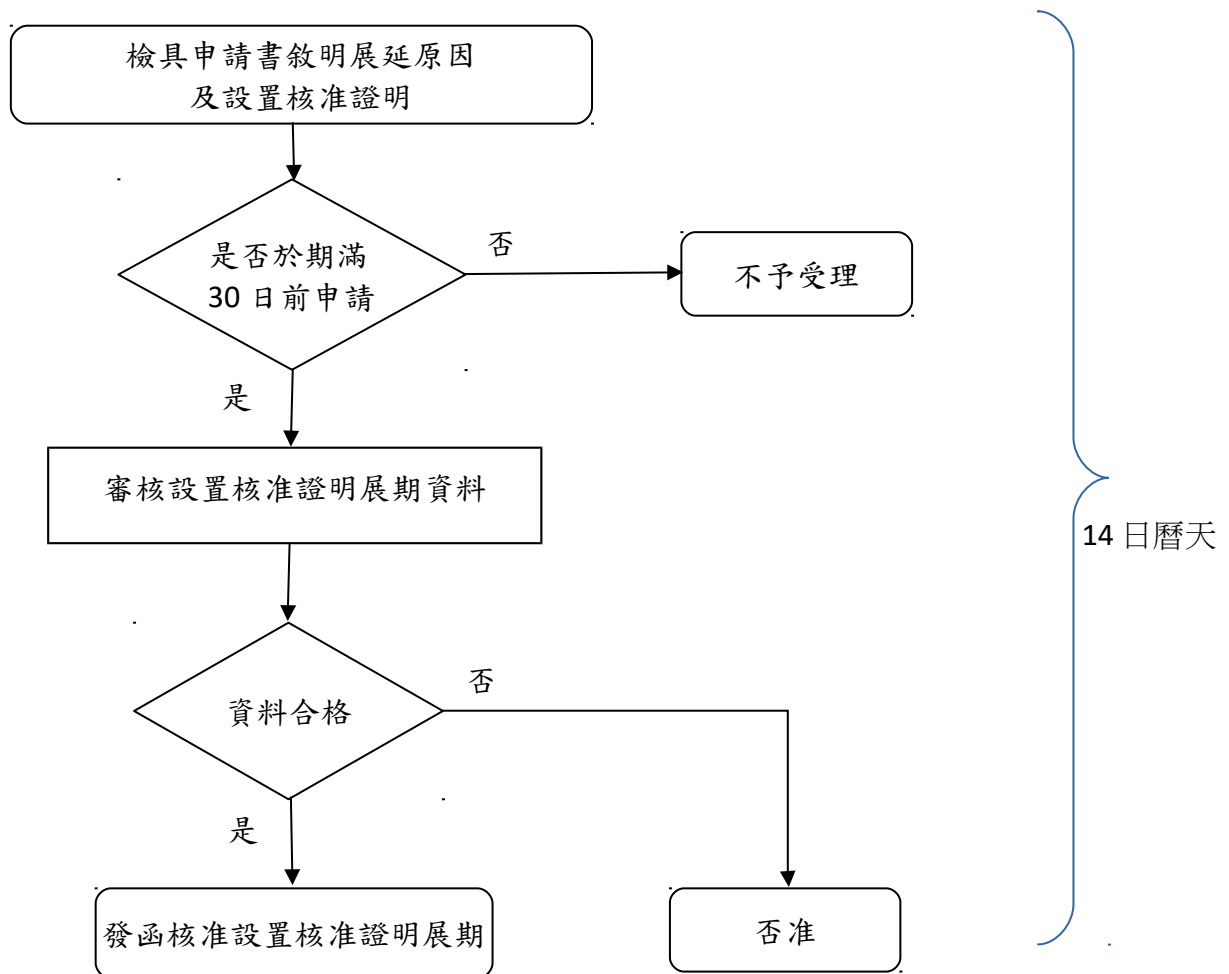 檢具申請書敘明展延原因
及設置核准證明
是否於期滿
30 日前申請
否
不予受理
是
審核設置核准證明展期資料
14 日曆天
資料合格
否
是
發函核准設置核准證明展期
否准